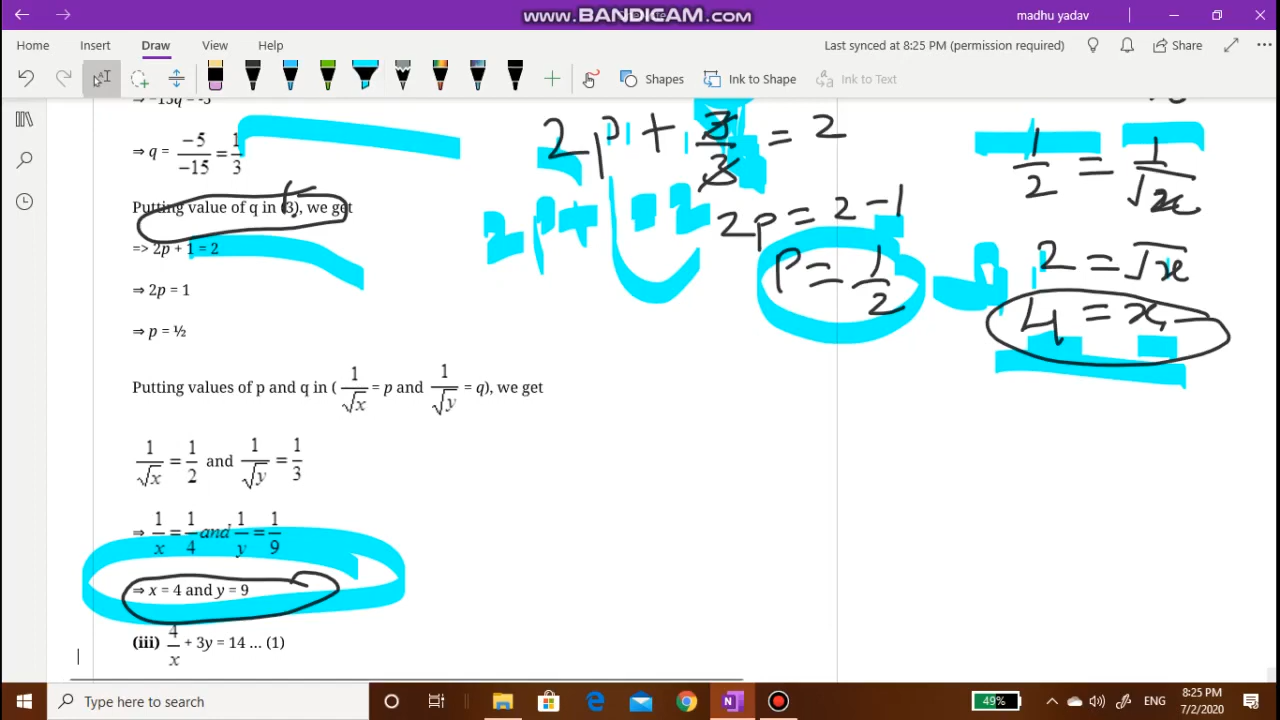 www.BANDICAM.com
madhu yadav
Home Insert Draw View Help
Last synced at 8:25 PM (permission required)
Share
Shapes
Ink to Shape
Ink to Text
⇒ −15q = -5
⇒ q = −5/−15 = 1/3
Putting value of q in (3), we get
=> 2p + 1 = 2
⇒ 2p = 1
⇒ p = ½
Putting values of p and q in ( 1/√x = p and 1/√y = q), we get
1/√x = 1/2 and 1/√y = 1/3
⇒ 1/x = 1/4 and 1/y = 1/9
⇒ x = 4 and y = 9
(iii) 4/x + 3y = 14 ... (1)
2p + 3/3 = 2
2p+
2
2p = 2 - 1
p = 1/2
1/2 = 1/√x
2 = √x
4 = x
Type here to search
49%
ENG
8:25 PM
7/2/2020